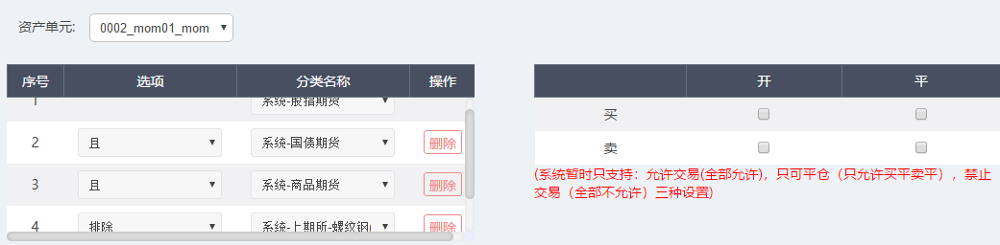 资产单元: 0002_mom01_mom
序号 选项 分类名称 操作
1 系统-股指期货
2 且 系统-国债期货 删除
3 且 系统-商品期货 删除
4 排除 系统-上期所-螺纹钢( 删除
开 平
买
卖
(系统暂时只支持：允许交易(全部允许)，只可平仓（只允许买平卖平），禁止
交易（全部不允许）三种设置)